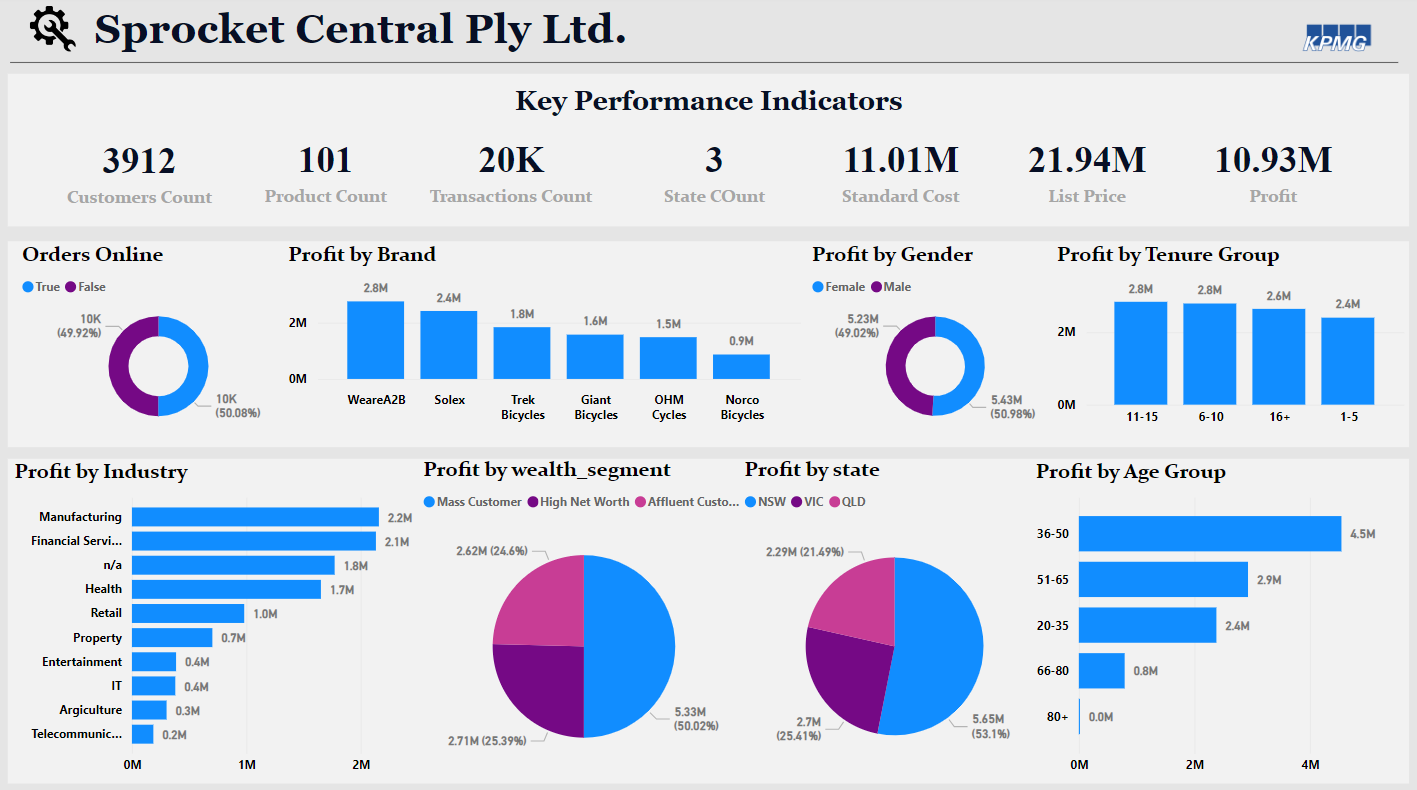 Sprocket Central Ply Ltd.
KPMG
Key Performance Indicators
3912
Customers Count
101
Product Count
20K
Transactions Count
3
State COunt
11.01M
Standard Cost
21.94M
List Price
10.93M
Profit
Orders Online
True False
10K
(49.92%)
10K
(50.08%)
Profit by Brand
2M
0M
2.8M
2.4M
1.8M
1.6M
1.5M
0.9M
WeareA2B
Solex
Trek
Bicycles
Giant
Bicycles
OHM
Cycles
Norco
Bicycles
Profit by Gender
Female Male
5.23M
(49.02%)
5.43M
(50.98%)
Profit by Tenure Group
2M
0M
2.8M
2.8M
2.6M
2.4M
11-15
6-10
16+
1-5
Profit by Industry
Manufacturing 2.2M
Financial Servi... 2.1M
n/a 1.8M
Health 1.7M
Retail 1.0M
Property 0.7M
Entertainment 0.4M
IT 0.4M
Argiculture 0.3M
Telecommunic... 0.2M
0M 1M 2M
Profit by wealth_segment
Mass Customer High Net Worth Affluent Custo...
2.62M (24.6%)
5.33M
(50.02%)
2.71M (25.39%)
Profit by state
NSW VIC QLD
2.29M (21.49%)
2.7M
(25.41%)
5.65M
(53.1%)
Profit by Age Group
36-50 4.5M
51-65 2.9M
20-35 2.4M
66-80 0.8M
80+ 0.0M
0M 2M 4M